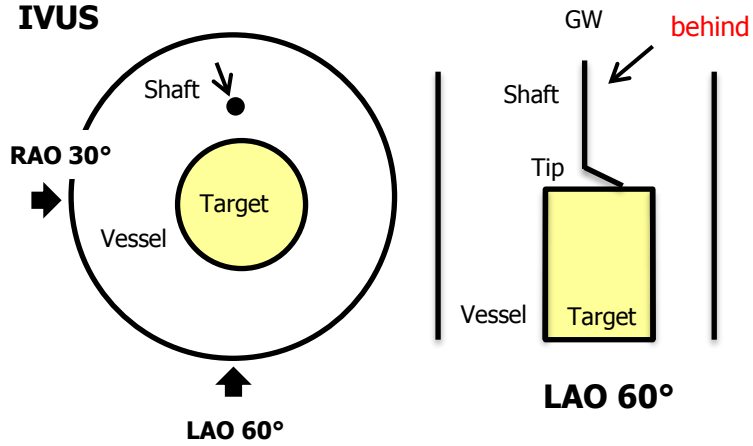 IVUS
Shaft
RAO 30°
Target
Vessel
LAO 60°
GW
behind
Shaft
Tip
Vessel
Target
LAO 60°